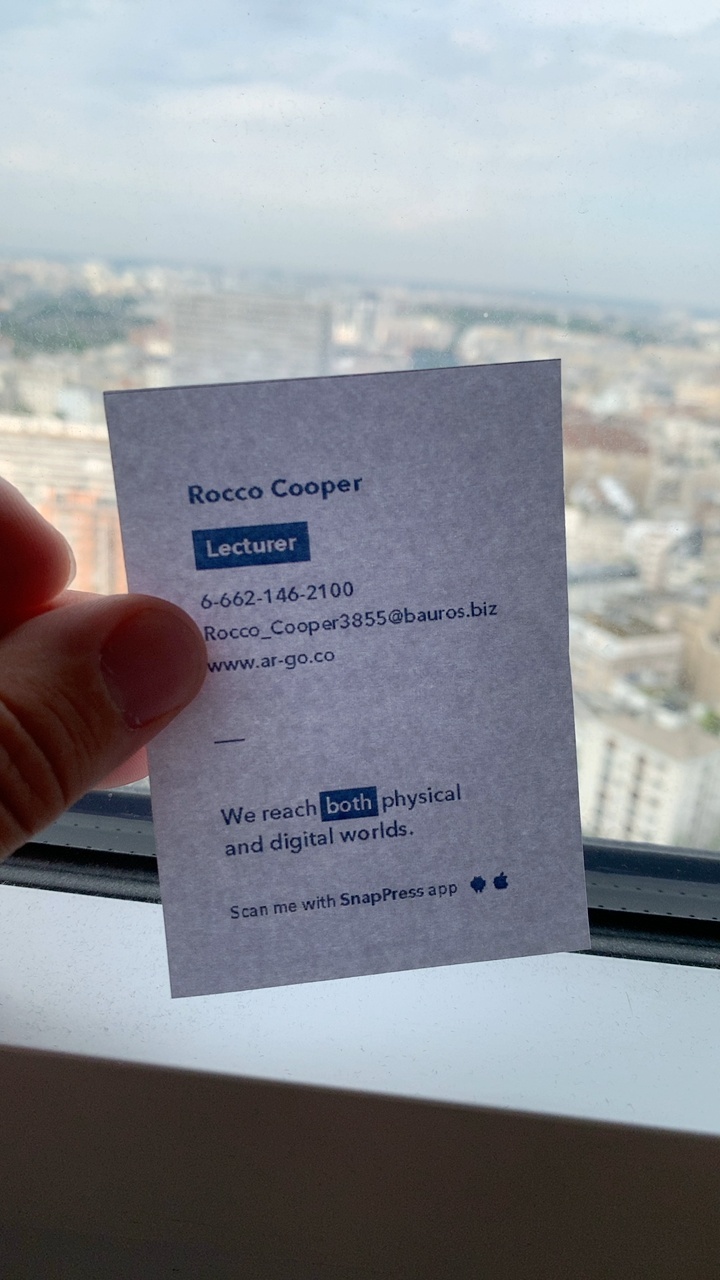 Rocco Cooper
Lecturer
6-662-146-2100
Rocco_Cooper3855@bauros.biz
www.ar-go.co
We reach both physical
and digital worlds.
Scan me with SnapPress app